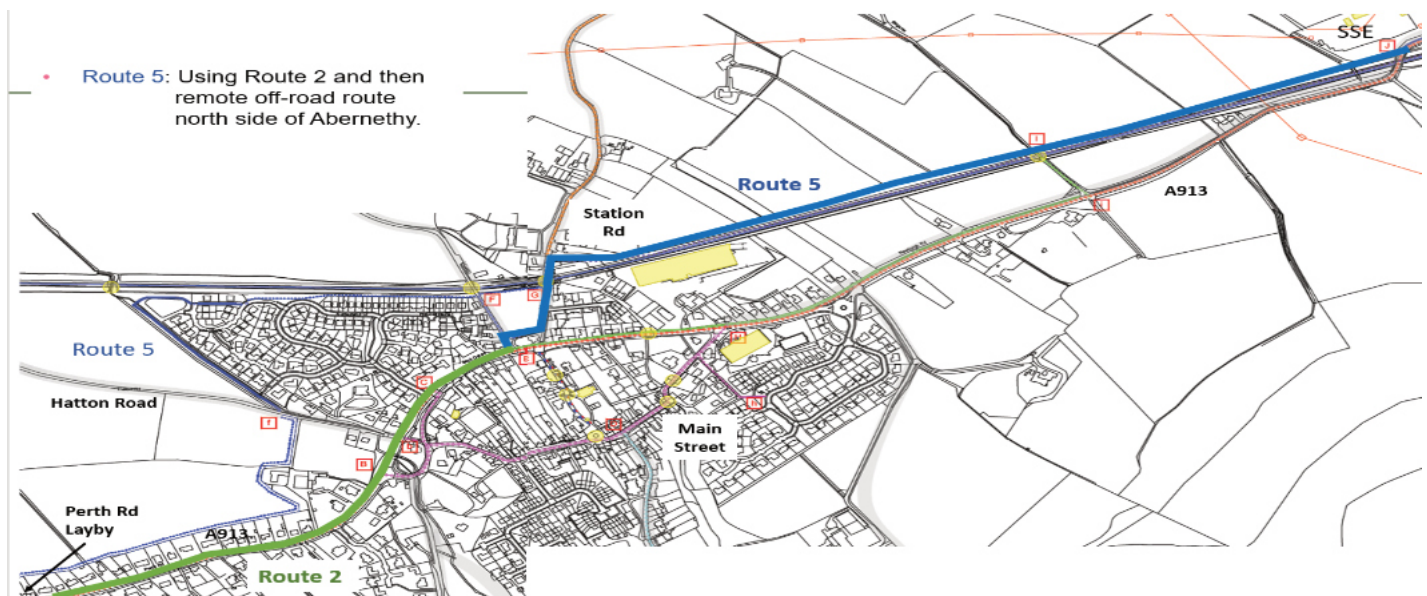 • Route 5: Using Route 2 and then
remote off-road route
north side of Abernethy.
SSE
J
I
Route 5
A913
Station
Rd
F
G
E
Route 5
C
Hatton Road
Main
Street
B
Perth Rd
Layby
A913
Route 2